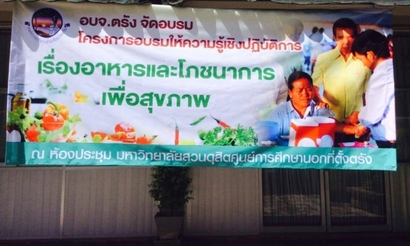 อบจ.ตรัง จัดอบรม
โครงการอบรมให้ความรู้เชิงปฏิบัติการ
เรื่องอาหารและโภชนาการ
เพื่อสุขภาพ
ณ ห้องประชุม มหาวิทยาลัยสวนดุสิตศูนย์การศึกษานอกที่ตั้งตรัง